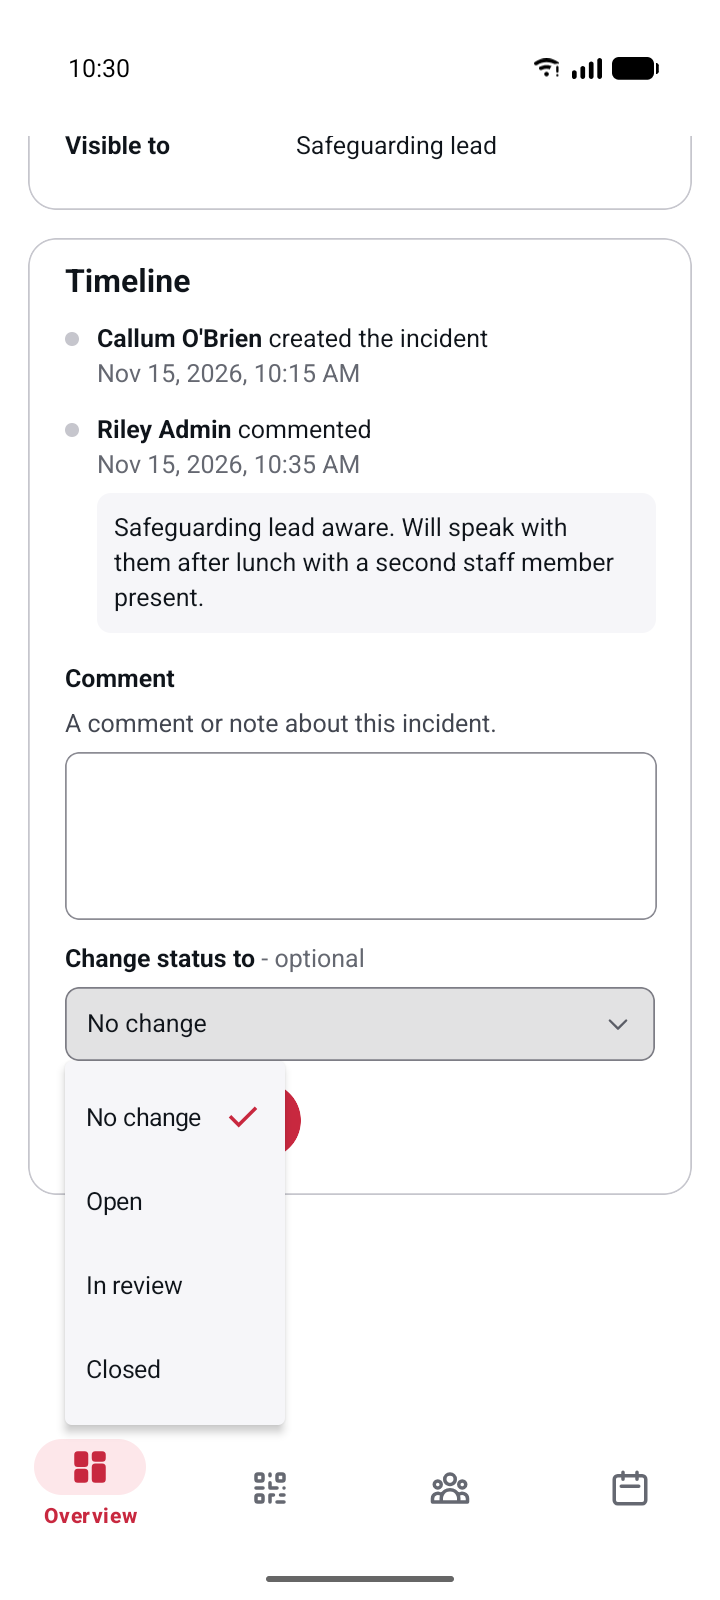 10:30
Visible to Safeguarding lead
Timeline
Callum O'Brien created the incident
Nov 15, 2026, 10:15 AM
Riley Admin commented
Nov 15, 2026, 10:35 AM
Safeguarding lead aware. Will speak with
them after lunch with a second staff member
present.
Comment
A comment or note about this incident.
Change status to - optional
No change
No change
Open
In review
Closed
Overview